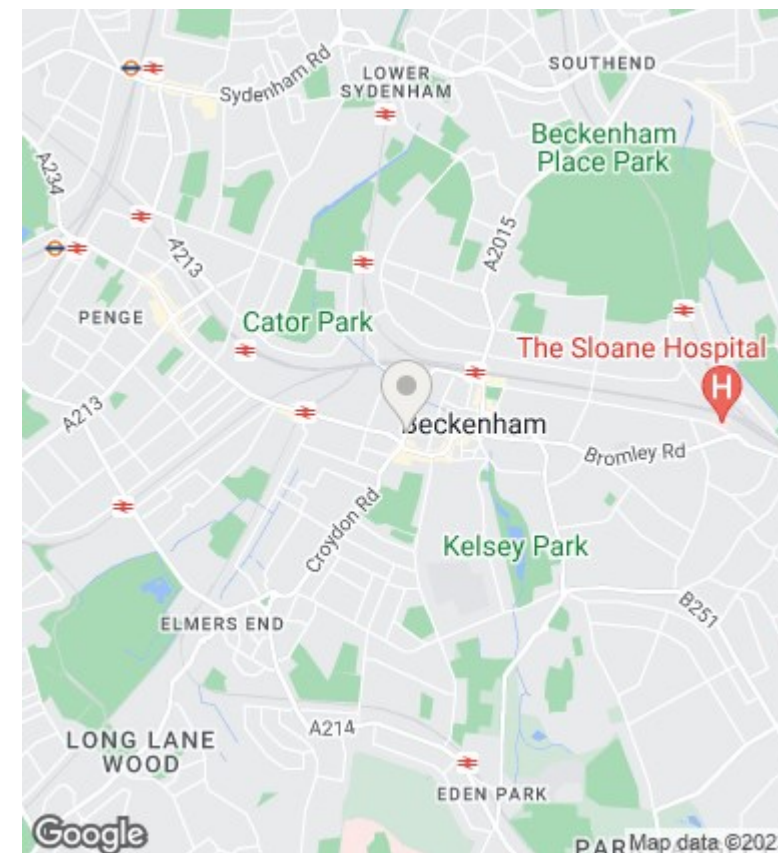 Sydenham Rd
LOWER
SYDENHAM
SOUTHEND
Beckenham
Place Park
A234
A213
A2015
PENGE
Cator Park
The Sloane Hospital
H
A213
Beckenham
Bromley Rd
Croydon Rd
Kelsey Park
B251
ELMERS END
A214
LONG LANE
WOOD
EDEN PARK
Google
Map data ©202